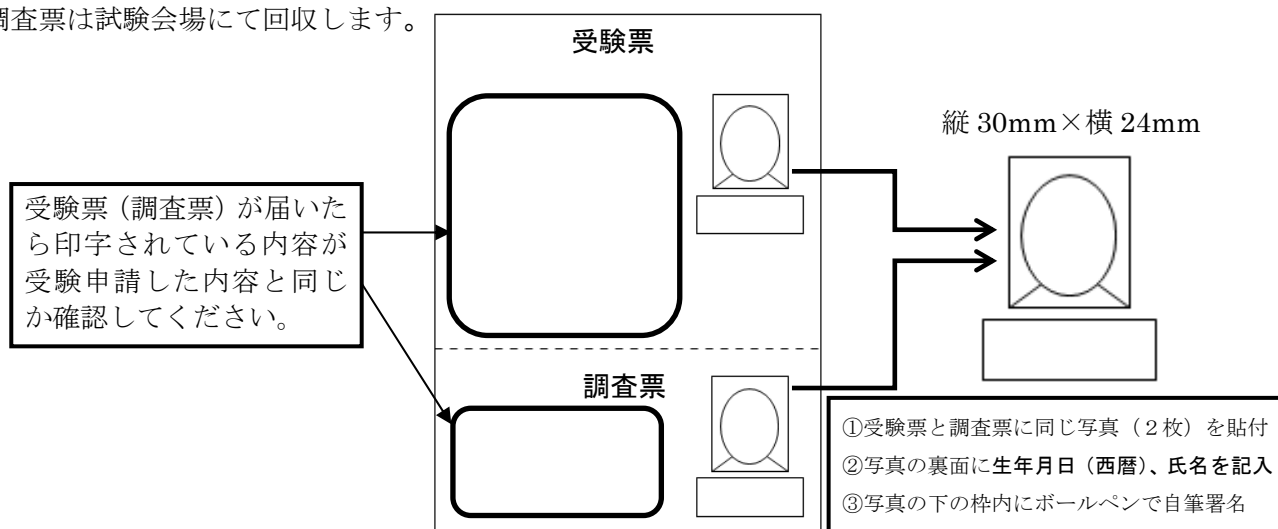 調査票は試験会場にて回収します。
受験票
縦 30mm×横 24mm
受験票（調査票）が届いた
ら印字されている内容が
受験申請した内容と同じ
か確認してください。
調査票
①受験票と調査票に同じ写真（２枚）を貼付
②写真の裏面に生年月日（西暦）、氏名を記入
③写真の下の枠内にボールペンで自筆署名